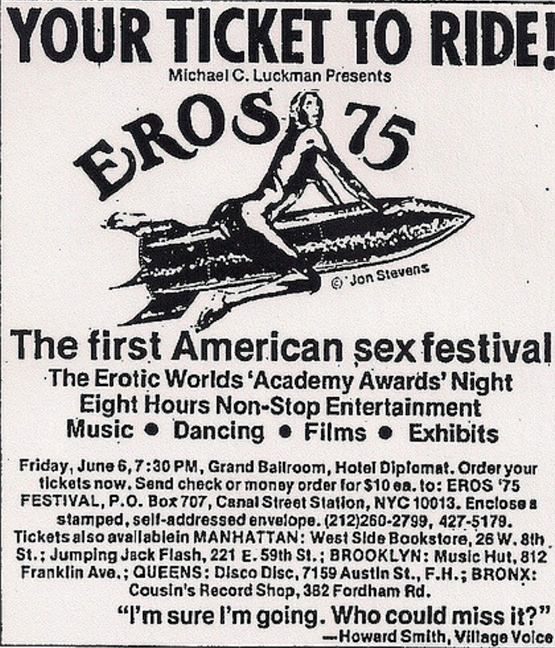 YOUR TICKET TO RIDE!
Michael C. Luckman Presents
EROS 75
© Jon Stevens
The first American sex festival
The Erotic Worlds 'Academy Awards' Night
Eight Hours Non-Stop Entertainment
Music • Dancing • Films • Exhibits
Friday, June 6, 7:30 PM, Grand Ballroom, Hotel Diplomat. Order your
tickets now. Send check or money order for $10 ea. to: EROS '75
FESTIVAL, P.O. Box 707, Canal Street Station, NYC 10013. Enclose a
stamped, self-addressed envelope. (212)260-2799, 427-5179.
Tickets also available in MANHATTAN: West Side Bookstore, 26 W. 8th
St.; Jumping Jack Flash, 221 E. 59th St.; BROOKLYN: Music Hut, 812
Franklin Ave.; QUEENS: Disco Disc, 7159 Austin St., F.H.; BRONX:
Cousin's Record Shop, 382 Fordham Rd.
"I'm sure I'm going. Who could miss it?"
—Howard Smith, Village Voice